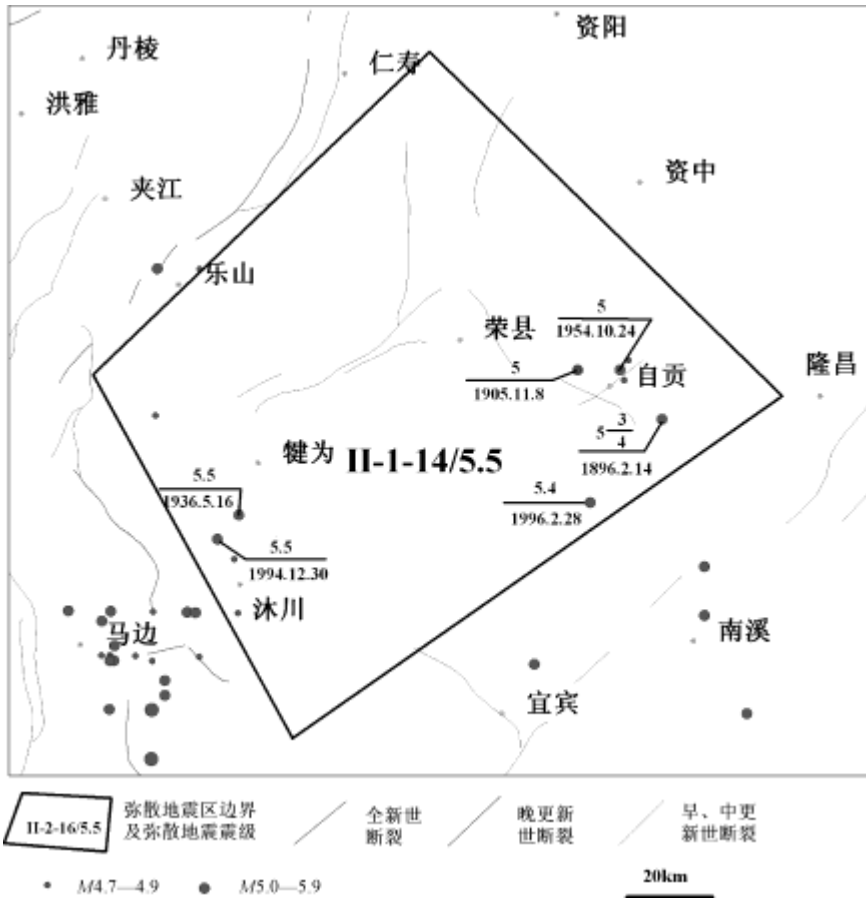 资阳
丹棱
仁寿
洪雅
资中
夹江
乐山
5
1954.10.24
荣县
5
1905.11.8
自贡
隆昌
5 3/4
1896.2.14
犍为
II-1-14/5.5
5.5
1936.5.16
5.4
1996.2.28
5.5
1994.12.30
沐川
马边
南溪
宜宾
II-2-16/5.5
弥散地震区边界
及弥散地震震级
全新世
断裂
晚更新
世断裂
早、中更
新世断裂
M4.7—4.9
M5.0—5.9
20km